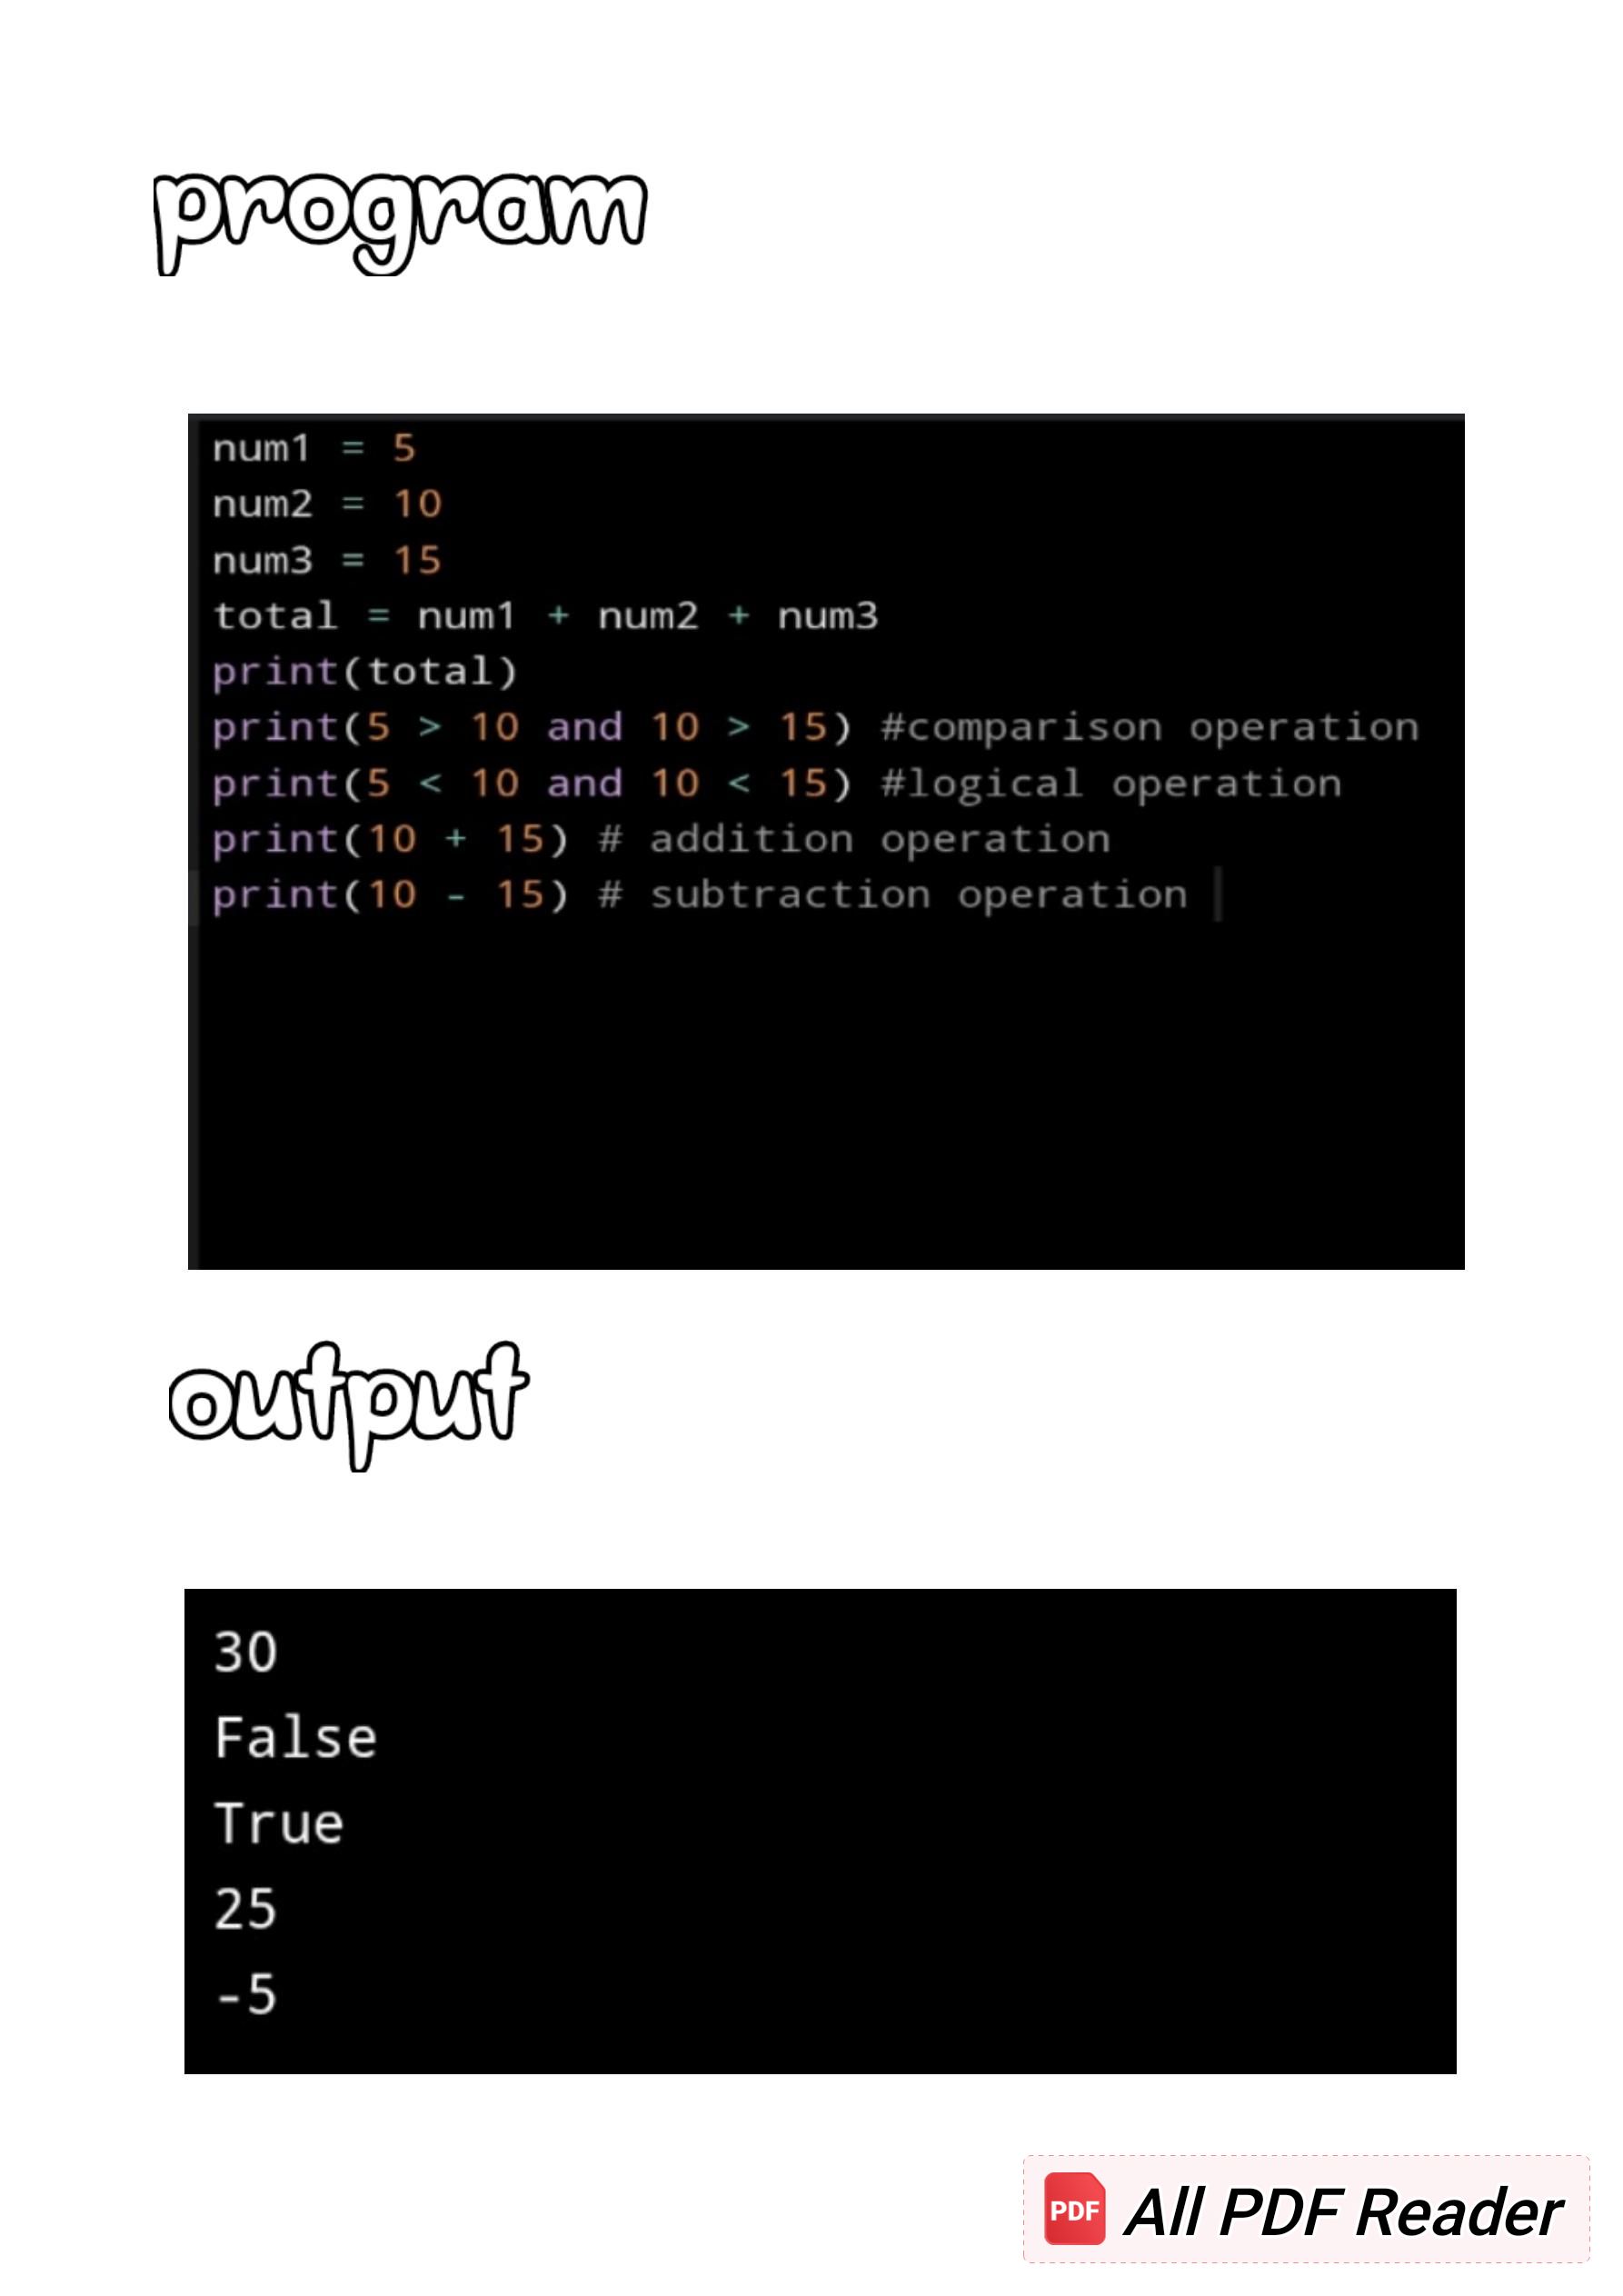 program
num1 = 5
num2 = 10
num3 = 15
total = num1 + num2 + num3
print(total)
print(5 > 10 and 10 > 15) #comparison operation
print(5 < 10 and 10 < 15) #logical operation
print(10 + 15) # addition operation
print(10 - 15) # subtraction operation
output
30
False
True
25
-5
PDF All PDF Reader